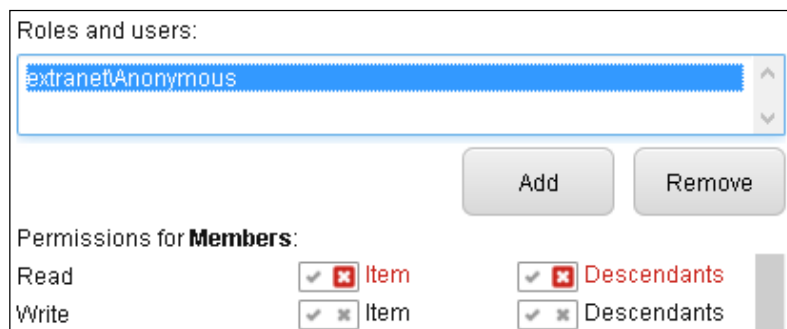 Roles and users:
extranet\Anonymous
Add Remove
Permissions for Members:
Read Item Descendants
Write Item Descendants